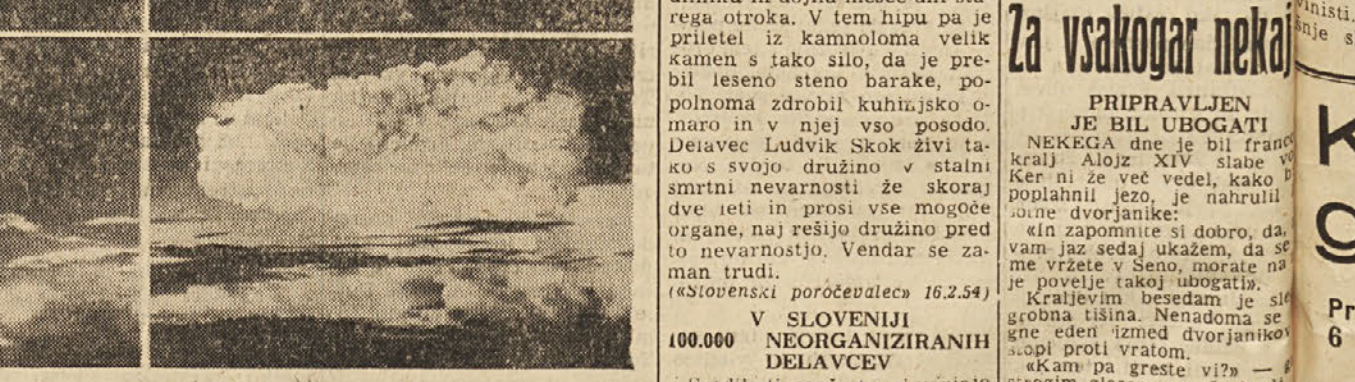 rega otroka. V tem hipu pa je
priletel iz kamnoloma velik
kamen s tako silo, da je pre-
bil leseno steno barake, po-
polnoma zdrobil kuhinjsko o-
maro in v njej vso posodo.
Delavec Ludvik Skok živi ta-
ko s svojo družino v stalni
smrtni nevarnosti že skoraj
dve leti in prosi vse mogoče
organe, naj rešijo družino pred
to nevarnostjo. Vendar se za-
man trudi.
(«Slovenski poročevalec» 16.2.54)
V SLOVENIJI
100.000 NEORGANIZIRANIH
DELAVCEV
Za vsakogar nekaj
PRIPRAVLJEN
JE BIL UBOGATI
NEKEGA dne je bil
kralj Alojz XIV slabe
Ker ni že več vedel, kako
poplahnil jezo, je nahrulil
dvorjanike:
«In zapomnite si dobro, da,
vam jaz sedaj ukažem, da se
me vržete v Seno, morate na
je povelje takoj ubogati».
Kraljevim besedam je
grobna tišina. Nenadoma se
gne eden izmed dvorjanikov
stopi proti vratom.
«Kam pa greste vi?» —
K
Pr
6